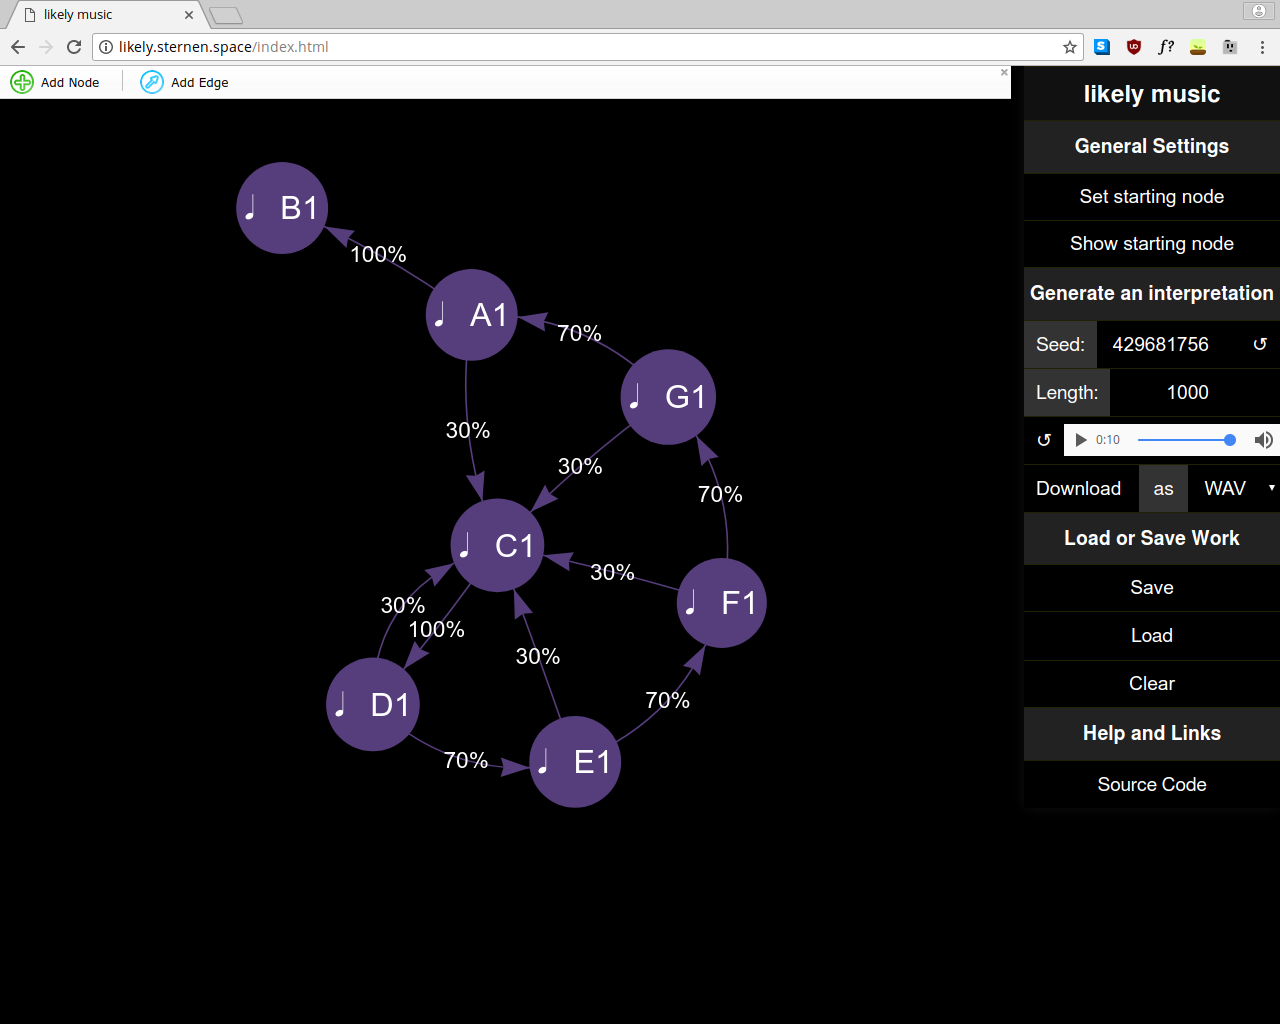 likely music
likely.sternen.space/index.html
f?
Add Node
Add Edge
♩ B1
100%
♩ A1
70%
♩ G1
30%
30%
70%
♩ C1
30%
♩ F1
30%
100%
30%
70%
♩ D1
70%
♩ E1
likely music
General Settings
Set starting node
Show starting node
Generate an interpretation
Seed: 429681756 ↺
Length: 1000
↺ 0:10
Download as WAV
Load or Save Work
Save
Load
Clear
Help and Links
Source Code